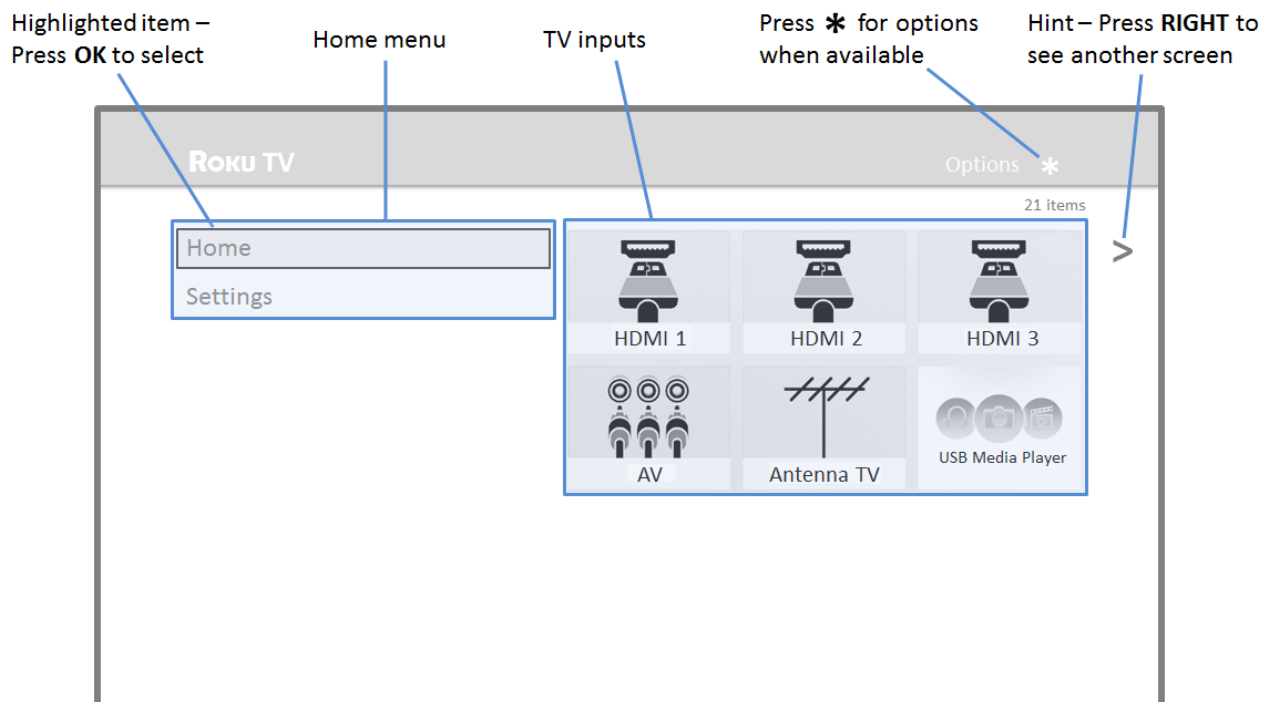 Highlighted item –
Press OK to select
Home menu
TV inputs
Press * for options
when available
Hint – Press RIGHT to
see another screen
ROKU TV
Options *
21 items
Home
Settings
>
HDMI 1
HDMI 2
HDMI 3
AV
Antenna TV
USB Media Player